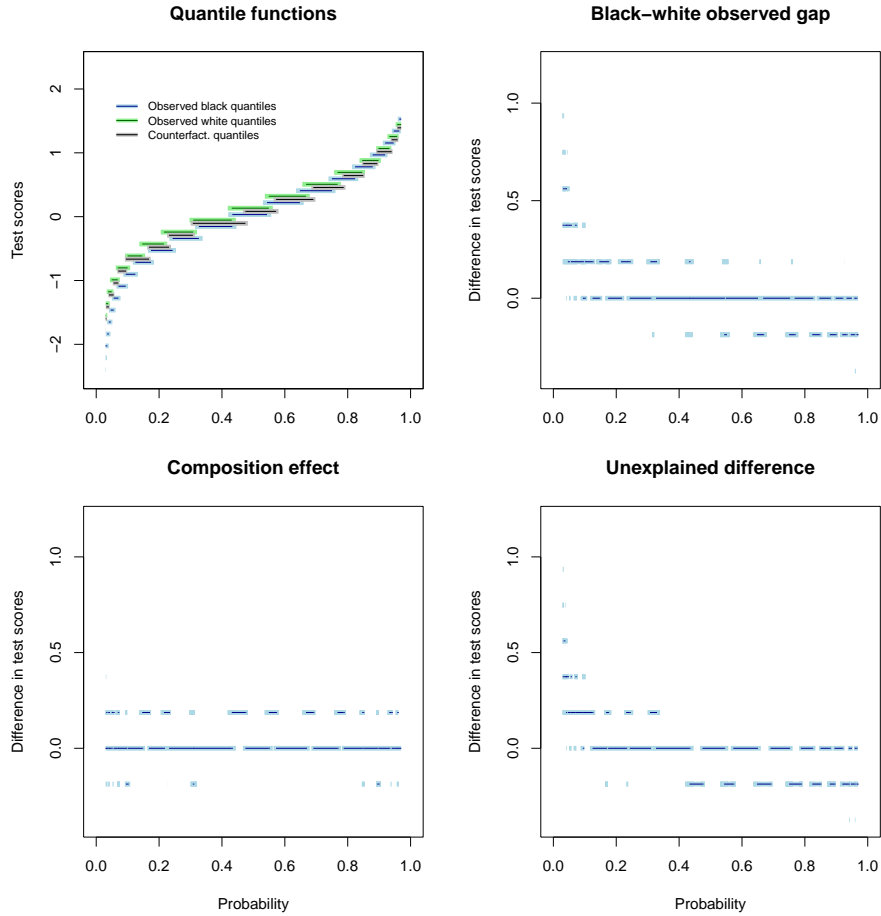 Quantile functions
Test scores
2
1
0
−1
−2
Observed black quantiles
Observed white quantiles
Counterfact. quantiles
0.0 0.2 0.4 0.6 0.8 1.0
Black−white observed gap
Difference in test scores
1.0
0.5
0.0
0.0 0.2 0.4 0.6 0.8 1.0
Composition effect
Difference in test scores
1.0
0.5
0.0
0.0 0.2 0.4 0.6 0.8 1.0
Probability
Unexplained difference
Difference in test scores
1.0
0.5
0.0
0.0 0.2 0.4 0.6 0.8 1.0
Probability